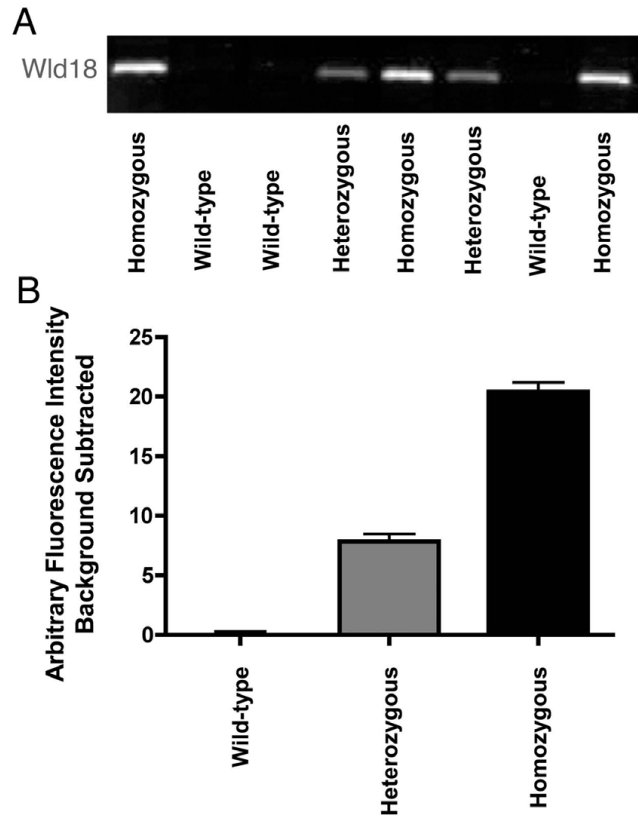 A
Wld18
Homozygous
Wild-type
Wild-type
Heterozygous
Homozygous
Heterozygous
Wild-type
Homozygous
B
Arbitrary Fluorescence Intensity
Background Subtracted
25
20
15
10
5
0
Wild-type
Heterozygous
Homozygous